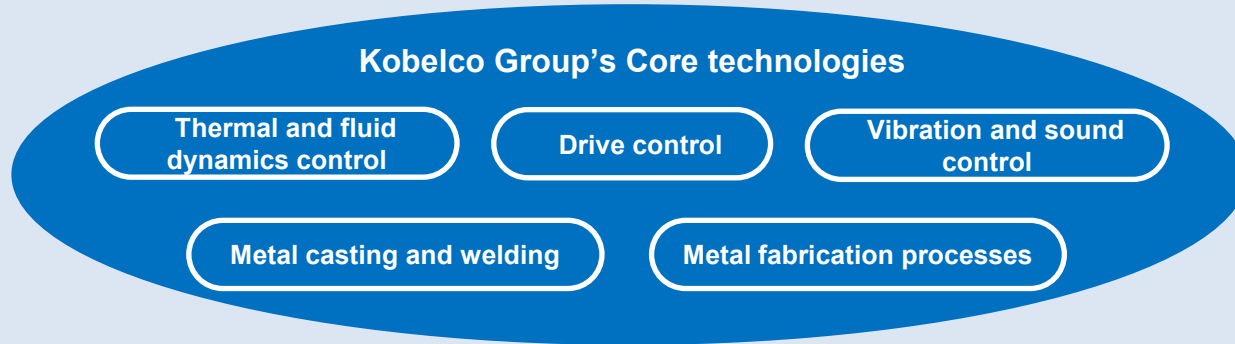 Kobelco Group's Core technologies
Thermal and fluid
dynamics control
Drive control
Vibration and sound
control
Metal casting and welding
Metal fabrication processes